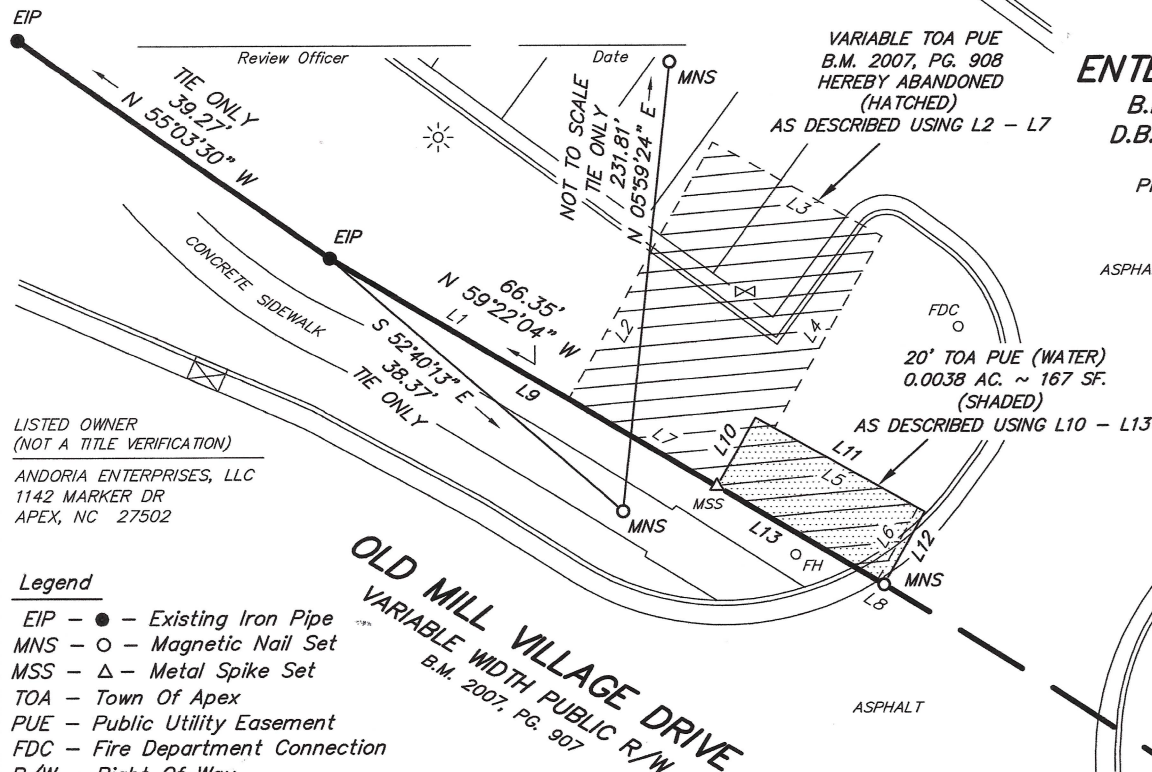 EIP
Review Officer
Date
TIE ONLY
39.27'
N 55°03'30" W
NOT TO SCALE
TIE ONLY
231.81'
N 05°59'24" E
MNS
VARIABLE TOA PUE
B.M. 2007, PG. 908
HEREBY ABANDONED
(HATCHED)
AS DESCRIBED USING L2 – L7
ENTE
B.
D.B.
ASPHA
EIP
CONCRETE SIDEWALK
66.35'
N 59°22'04" W
L1
L9
S 52°40'13" E
38.37'
TIE ONLY
L2
L3
L4
L7
L10
L11
L5
L6
L12
L13
L8
FDC
20' TOA PUE (WATER)
0.0038 AC. ~ 167 SF.
(SHADED)
AS DESCRIBED USING L10 – L13
MSS
MNS
FH
MNS
LISTED OWNER
(NOT A TITLE VERIFICATION)
ANDORIA ENTERPRISES, LLC
1142 MARKER DR
APEX, NC 27502
OLD MILL VILLAGE DRIVE
VARIABLE WIDTH PUBLIC R/W
B.M. 2007, PG. 907
ASPHALT
Legend
EIP – ● – Existing Iron Pipe
MNS – O – Magnetic Nail Set
MSS – △ – Metal Spike Set
TOA – Town Of Apex
PUE – Public Utility Easement
FDC – Fire Department Connection
R/W – Right Of Way